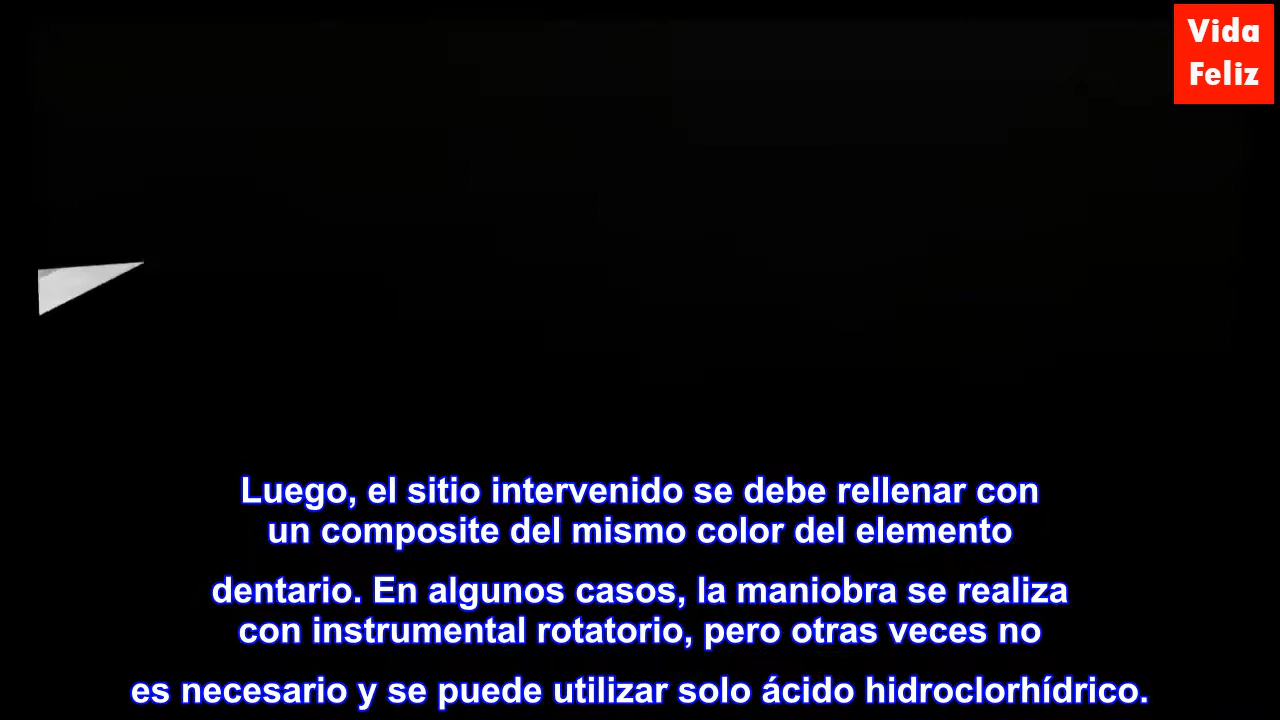 Vida
Feliz
Luego, el sitio intervenido se debe rellenar con
un composite del mismo color del elemento
dentario. En algunos casos, la maniobra se realiza
con instrumental rotatorio, pero otras veces no
es necesario y se puede utilizar solo ácido hidroclorhídrico.